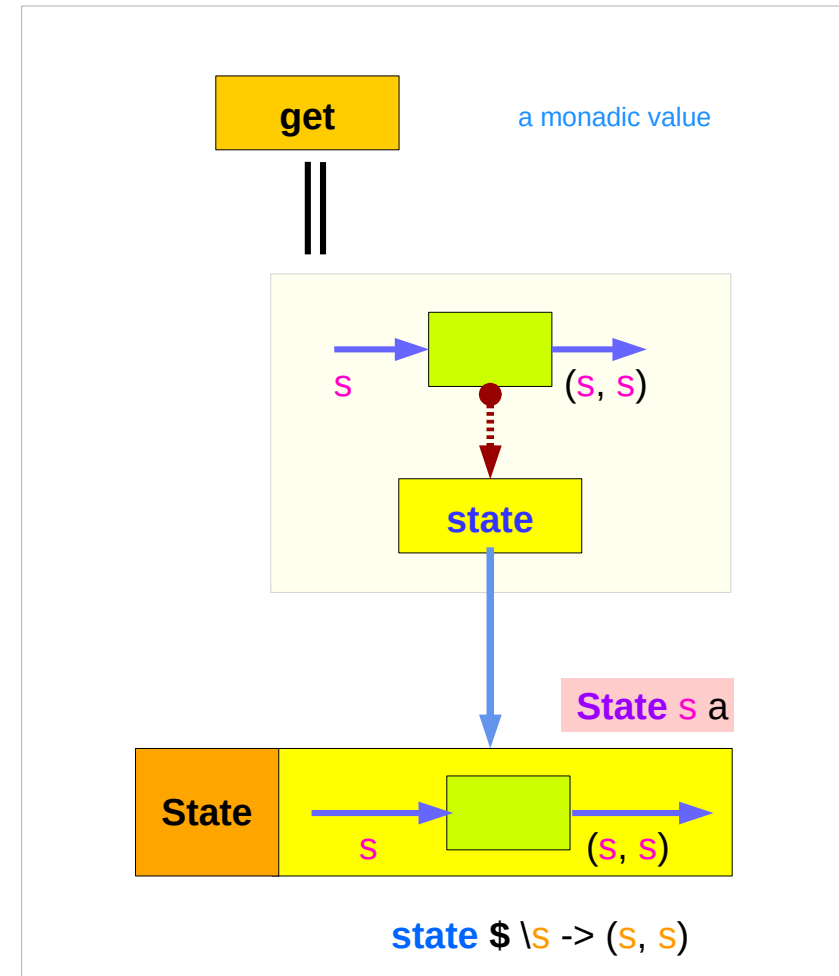 get
a monadic value
s
(s, s)
state
State s a
State
s
(s, s)
state $ \s -> (s, s)